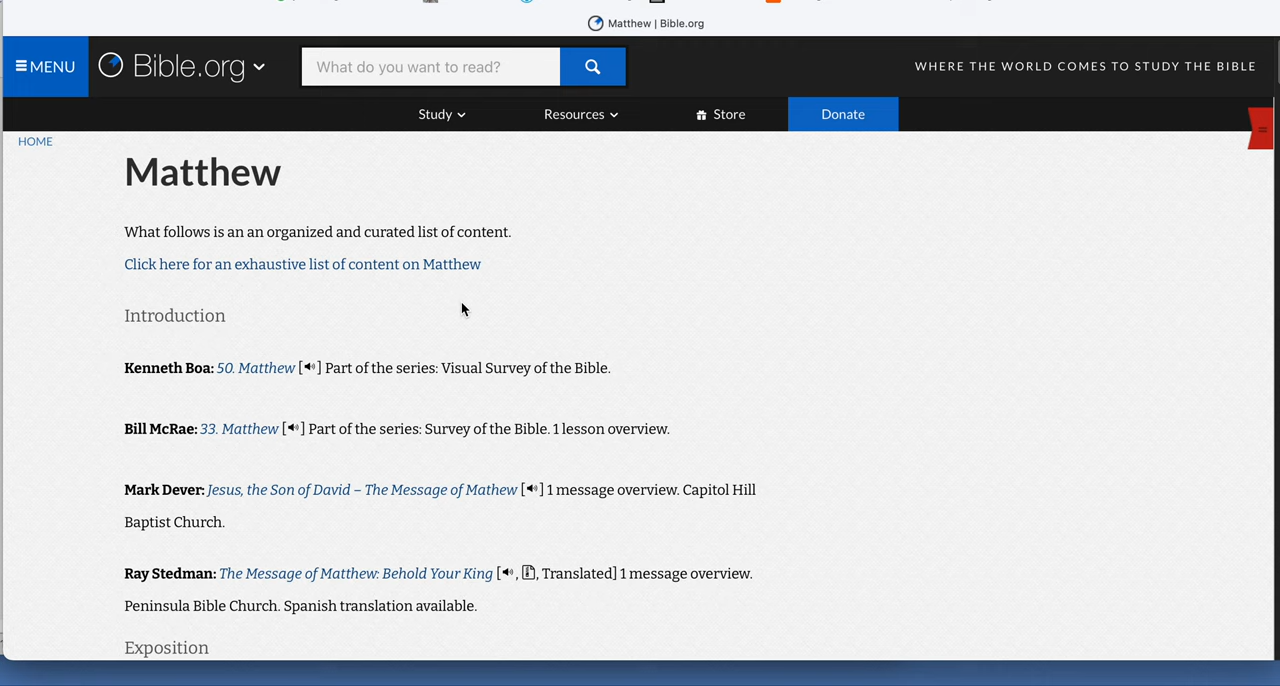 Matthew | Bible.org
MENU
Bible.org
What do you want to read?
WHERE THE WORLD COMES TO STUDY THE BIBLE
Study
Resources
Store
Donate
HOME
Matthew
What follows is an an organized and curated list of content.
Click here for an exhaustive list of content on Matthew
Introduction
Kenneth Boa: 50. Matthew [] Part of the series: Visual Survey of the Bible.
Bill McRae: 33. Matthew [] Part of the series: Survey of the Bible. 1 lesson overview.
Mark Dever: Jesus, the Son of David – The Message of Mathew [] 1 message overview. Capitol Hill
Baptist Church.
Ray Stedman: The Message of Matthew: Behold Your King [, , Translated] 1 message overview.
Peninsula Bible Church. Spanish translation available.
Exposition